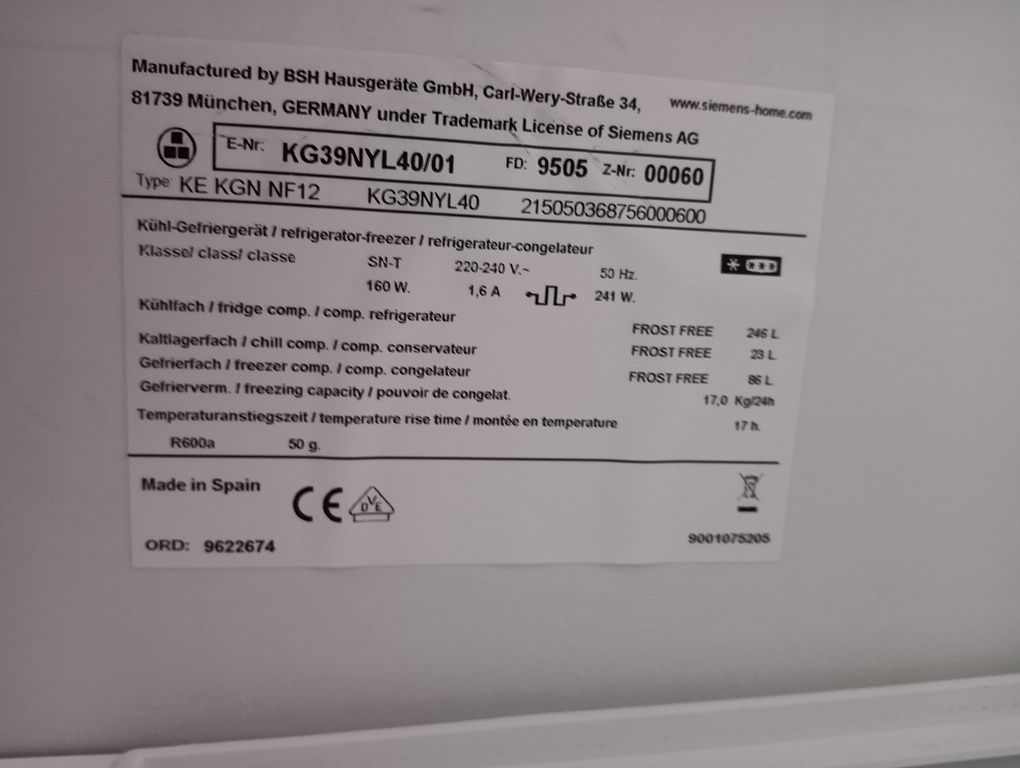 Manufactured by BSH Hausgeräte GmbH, Carl-Wery-Straße 34, www.siemens-home.com
81739 München, GERMANY under Trademark License of Siemens AG
E-Nr: KG39NYL40/01 FD: 9505 Z-Nr: 00060
Type KE KGN NF12 KG39NYL40 215050368756000600
Kühl-Gefriergerät / refrigerator-freezer / refrigerateur-congelateur
Klasse/ class/ classe SN-T 220-240 V.~ 50 Hz.
160 W. 1,6 A 241 W.
Kühlfach / fridge comp. / comp. refrigerateur FROST FREE 246 L
Kaltlagerfach / chill comp. / comp. conservateur FROST FREE 23 L
Gefrierfach / freezer comp. / comp. congelateur FROST FREE 86 L
Gefrierverm. / freezing capacity / pouvoir de congelat. 17,0 Kg/24h
Temperaturanstiegszeit / temperature rise time / montée en temperature 17 h.
R600a 50 g.
Made in Spain CE DVE
ORD: 9622674 9001075205